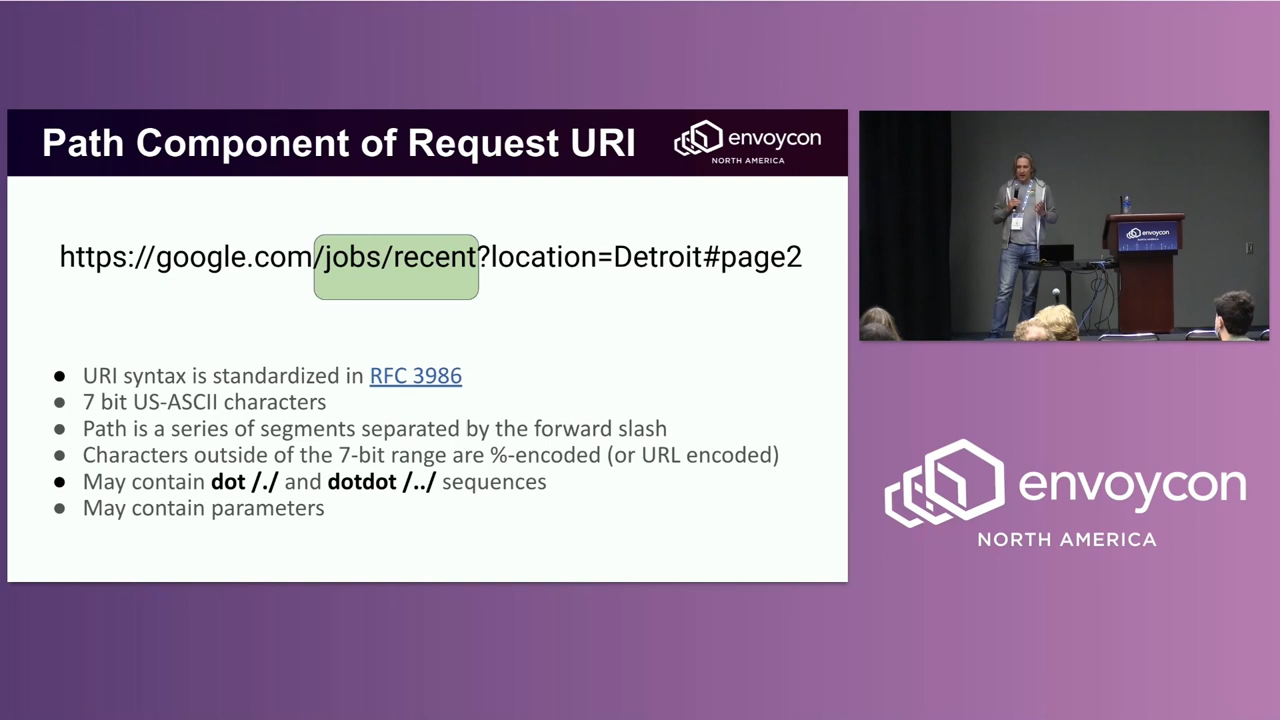 Path Component of Request URI
envoycon
NORTH AMERICA
https://google.com/jobs/recent?location=Detroit#page2
● URI syntax is standardized in RFC 3986
● 7 bit US-ASCII characters
● Path is a series of segments separated by the forward slash
● Characters outside of the 7-bit range are %-encoded (or URL encoded)
● May contain dot /./ and dotdot /../ sequences
● May contain parameters
envoycon
NORTH AMERICA
envoycon
NORTH AMERICA